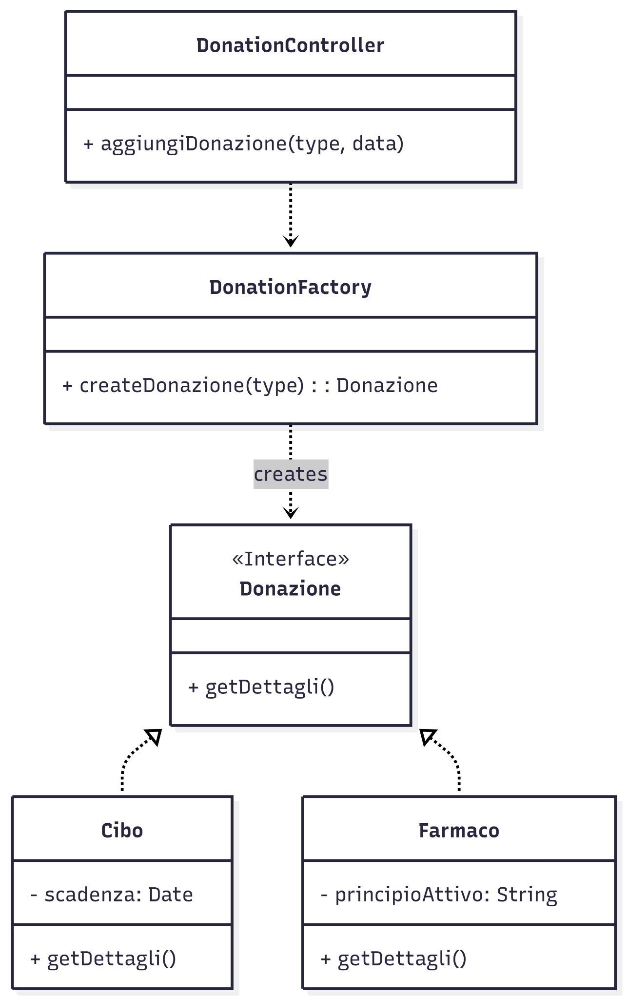 DonationController
+ aggiungiDonazione(type, data)
DonationFactory
+ createDonazione(type) : : Donazione
creates
«Interface»
Donazione
+ getDettagli()
Cibo
- scadenza: Date
+ getDettagli()
Farmaco
- principioAttivo: String
+ getDettagli()